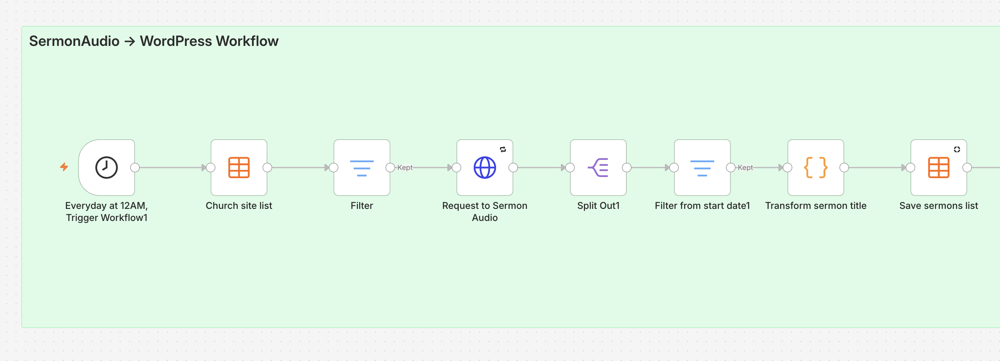 SermonAudio → WordPress Workflow
Kept
Kept
Everyday at 12AM,
Trigger Workflow1
Church site list
Filter
Request to Sermon
Audio
Split Out1
Filter from start date1
Transform sermon title
Save sermons list